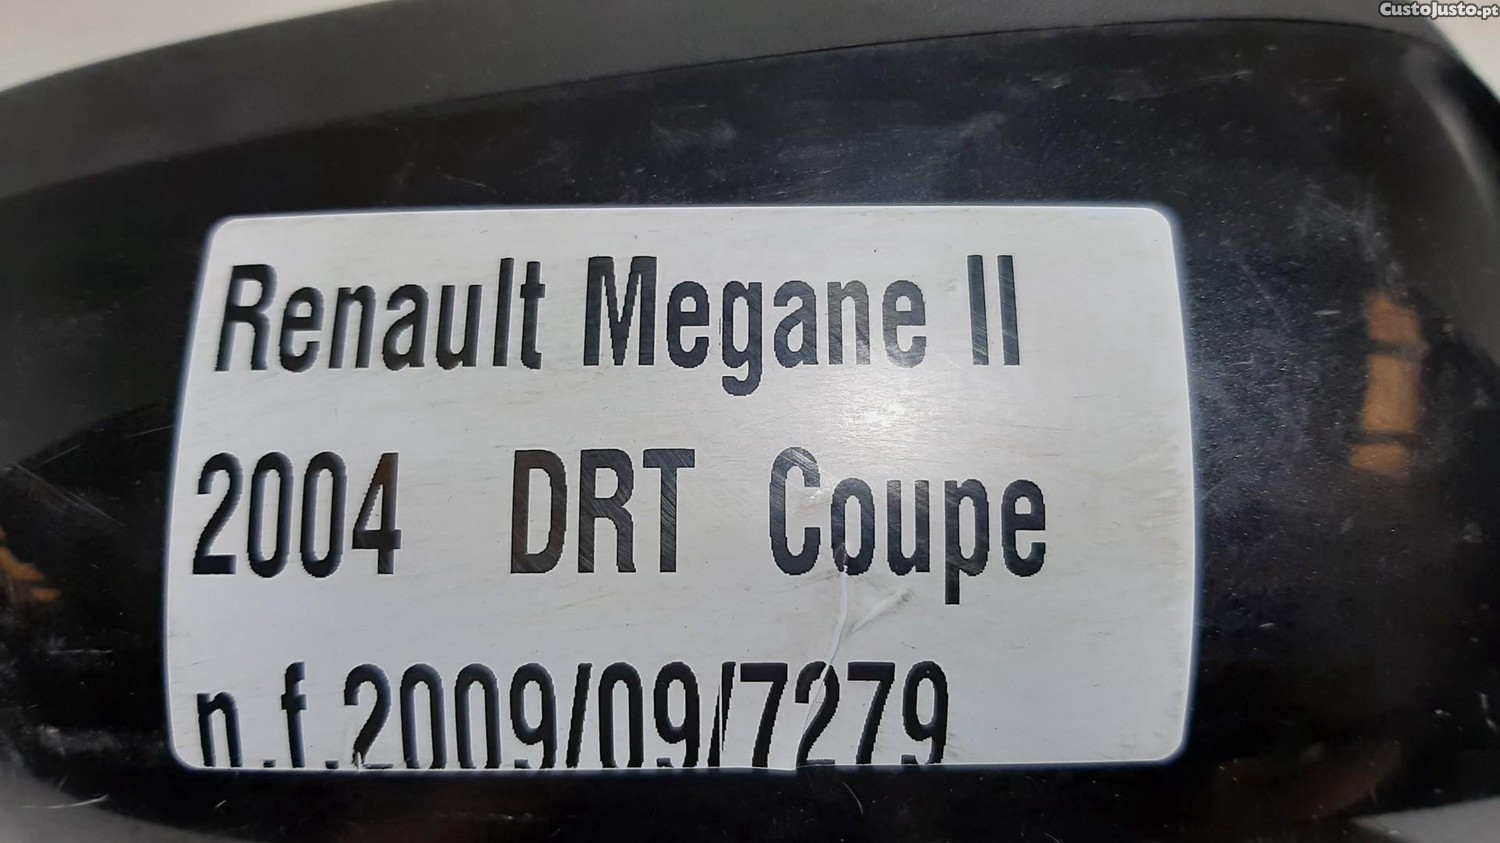 CustoJusto.pt
Renault Megane II
2004 DRT Coupe
n.f.2009/09/7279